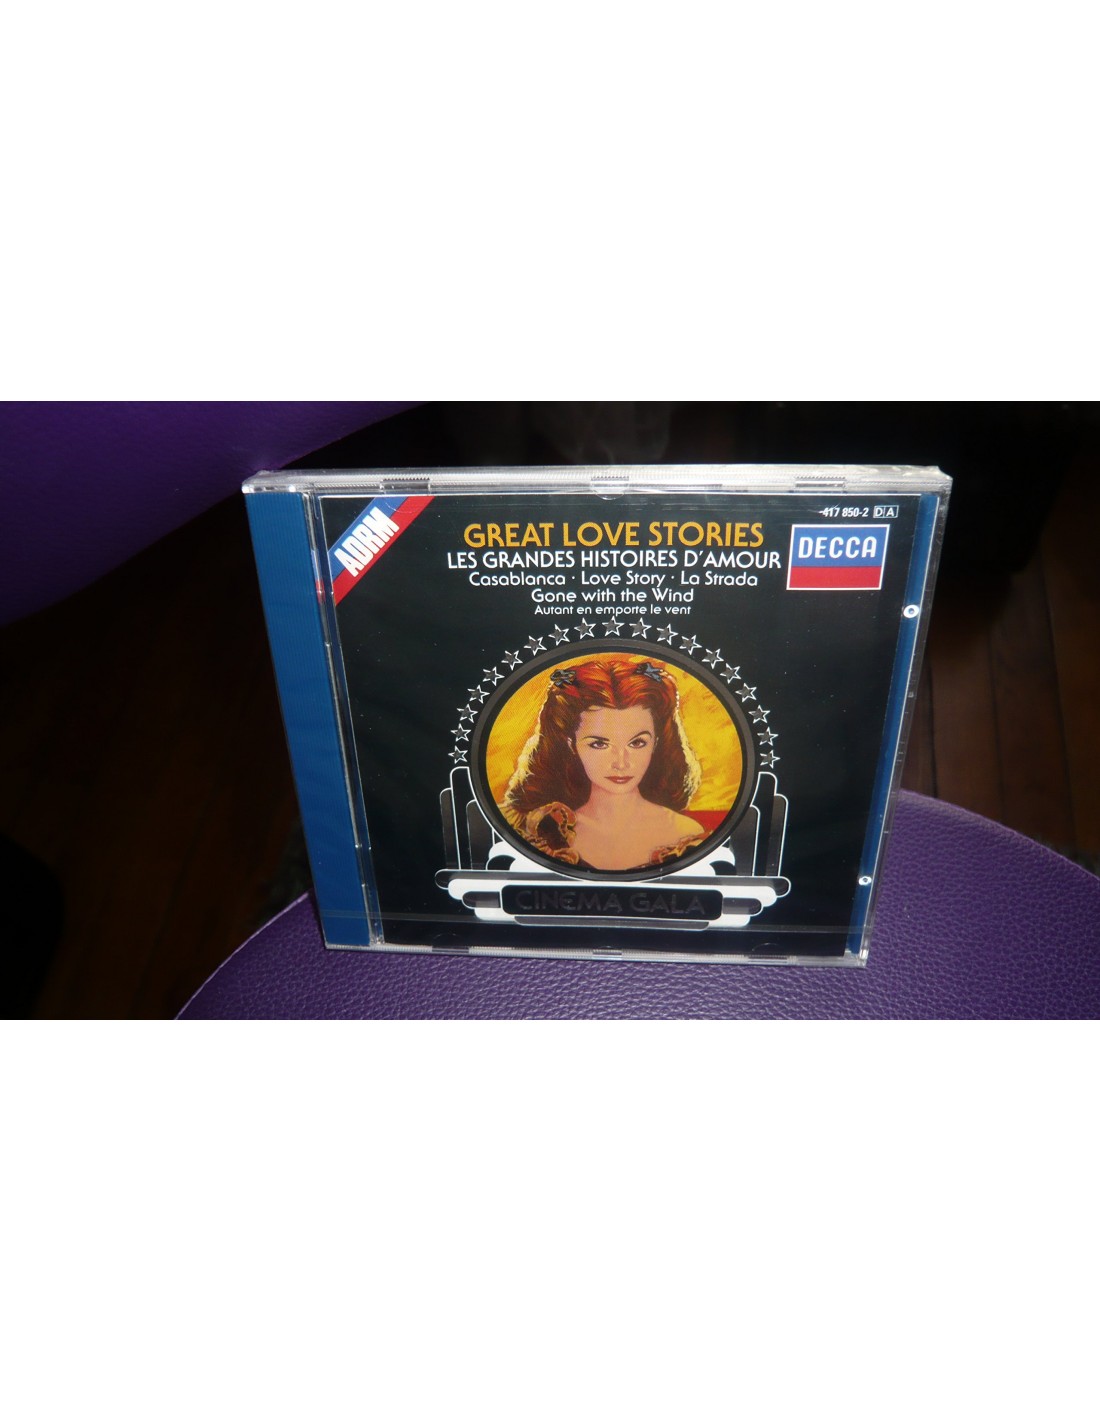 ADRM
417 850-2 DA
GREAT LOVE STORIES
LES GRANDES HISTOIRES D'AMOUR
DECCA
Casablanca · Love Story · La Strada
Gone with the Wind
Autant en emporte le vent
CINEMA GALA